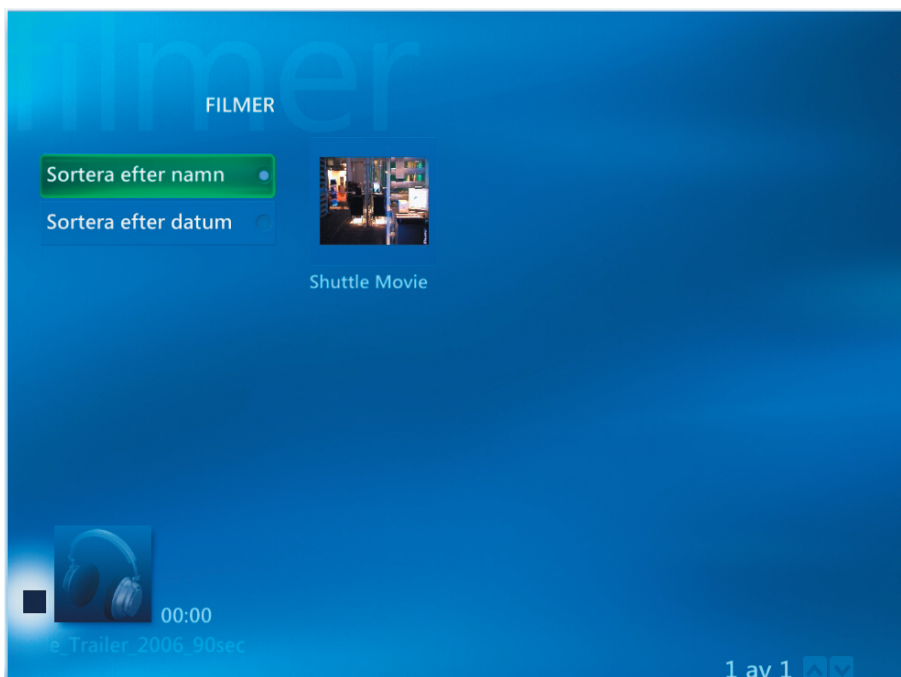 filmer
FILMER
Sortera efter namn
Sortera efter datum
Shuttle Movie
00:00
e_Trailer_2006_90sec
1 av 1